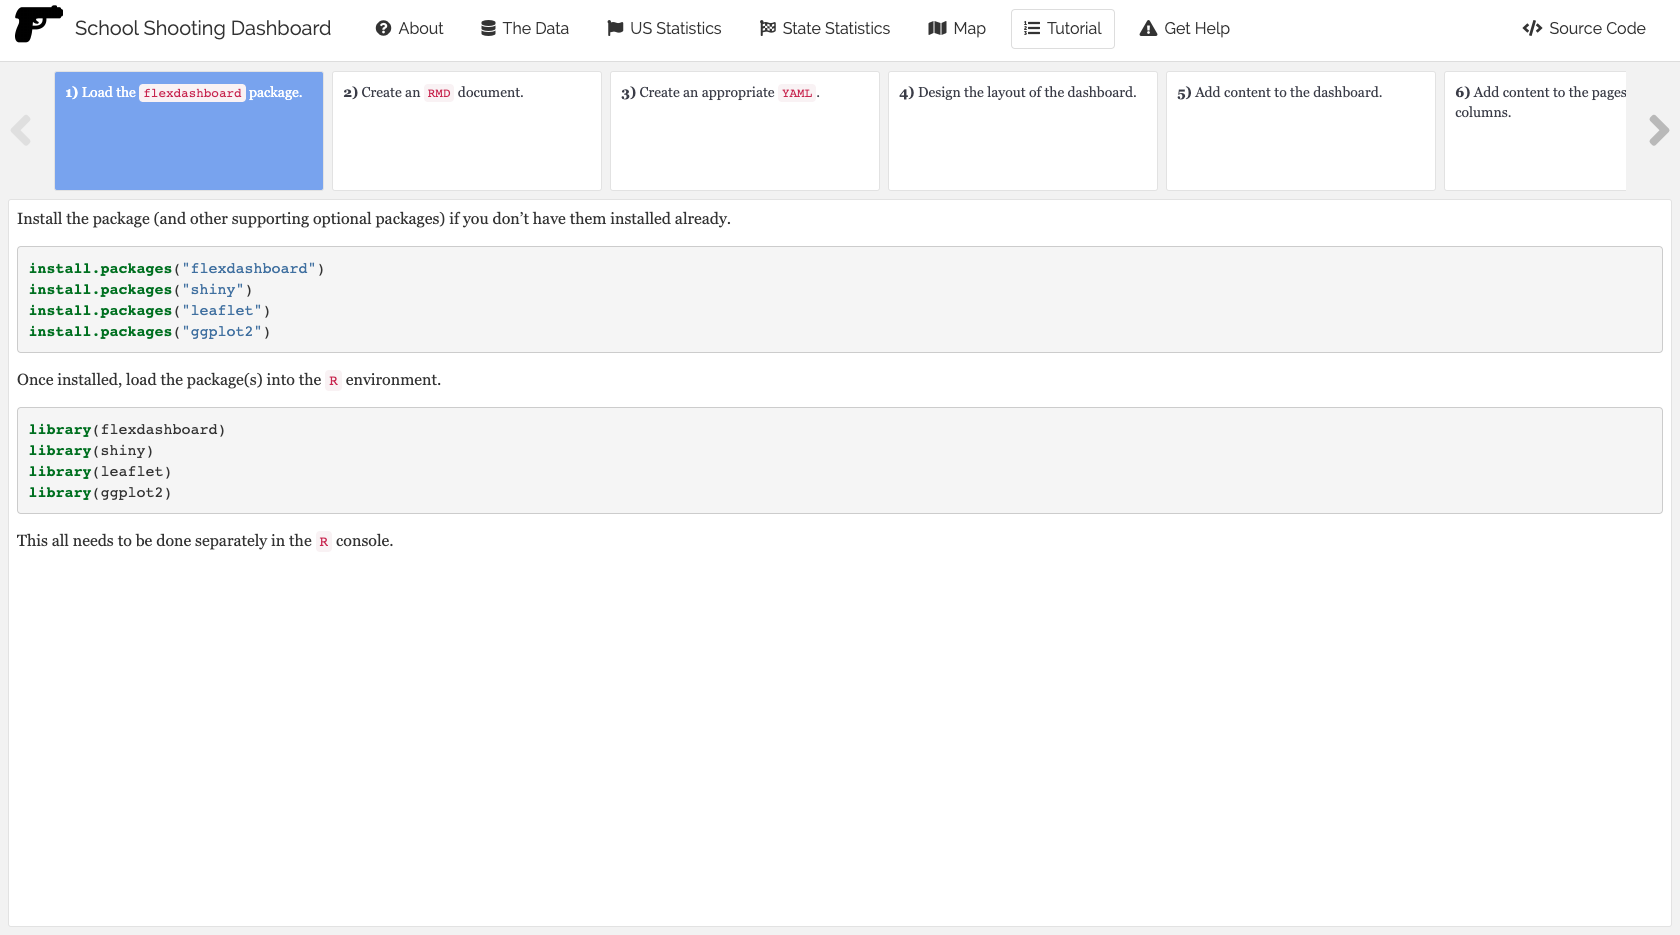 School Shooting Dashboard
About
The Data
US Statistics
State Statistics
Map
Tutorial
Get Help
Source Code
1) Load the flexdashboard package.
2) Create an RMD document.
3) Create an appropriate YAML .
4) Design the layout of the dashboard.
5) Add content to the dashboard.
6) Add content to the pages
columns.
Install the package (and other supporting optional packages) if you don’t have them installed already.
install.packages("flexdashboard")
install.packages("shiny")
install.packages("leaflet")
install.packages("ggplot2")
Once installed, load the package(s) into the R environment.
library(flexdashboard)
library(shiny)
library(leaflet)
library(ggplot2)
This all needs to be done separately in the R console.